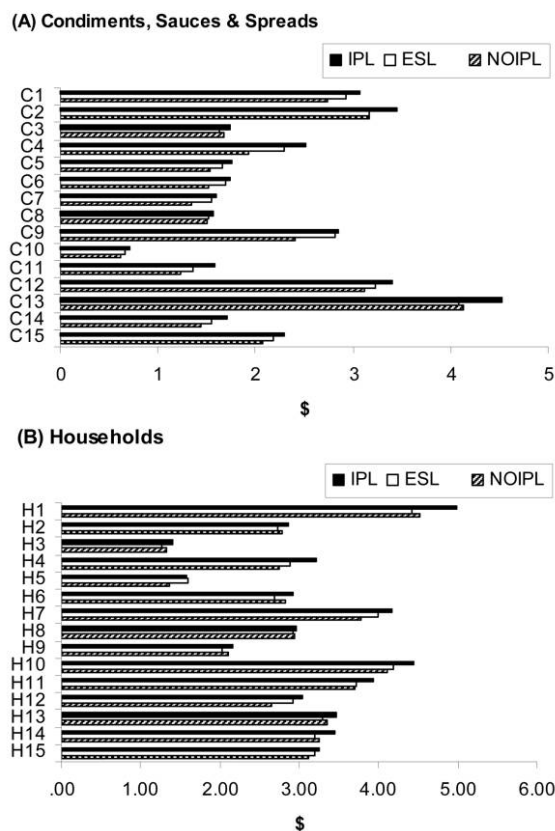 (A) Condiments, Sauces & Spreads
IPL ESL NOIPL
C1
C2
C3
C4
C5
C6
C7
C8
C9
C10
C11
C12
C13
C14
C15
0 1 2 3 4 5
$
(B) Households
IPL ESL NOIPL
H1
H2
H3
H4
H5
H6
H7
H8
H9
H10
H11
H12
H13
H14
H15
.00 1.00 2.00 3.00 4.00 5.00 6.00
$